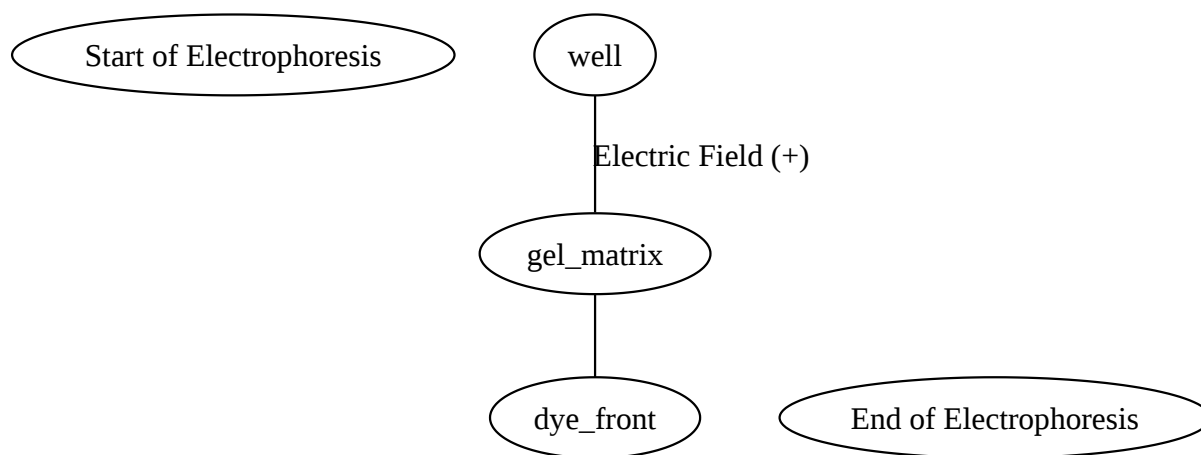 Start of Electrophoresis
well
Electric Field (+)
gel_matrix
dye_front
End of Electrophoresis